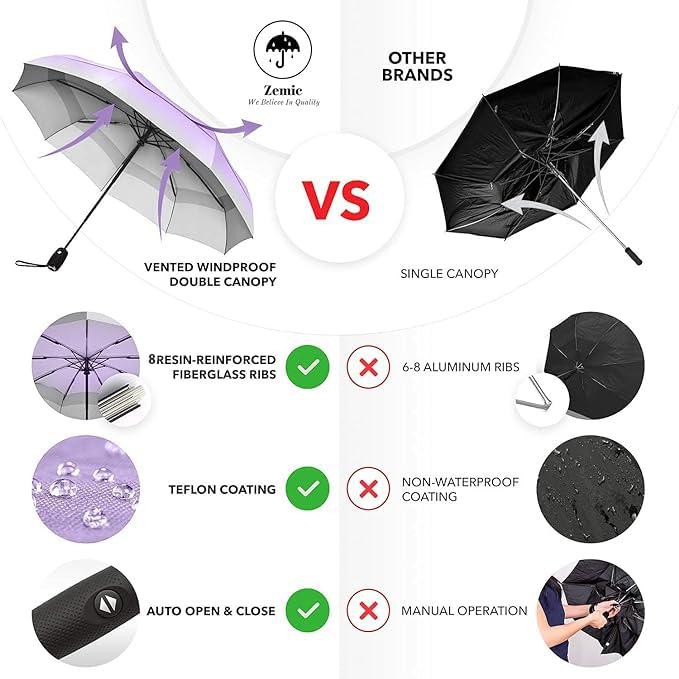 Zemic
We Believe In Quality
OTHER
BRANDS
VS
VENTED WINDPROOF
DOUBLE CANOPY
SINGLE CANOPY
8RESIN-REINFORCED
FIBERGLASS RIBS
6-8 ALUMINUM RIBS
TEFLON COATING
NON-WATERPROOF
COATING
AUTO OPEN & CLOSE
MANUAL OPERATION